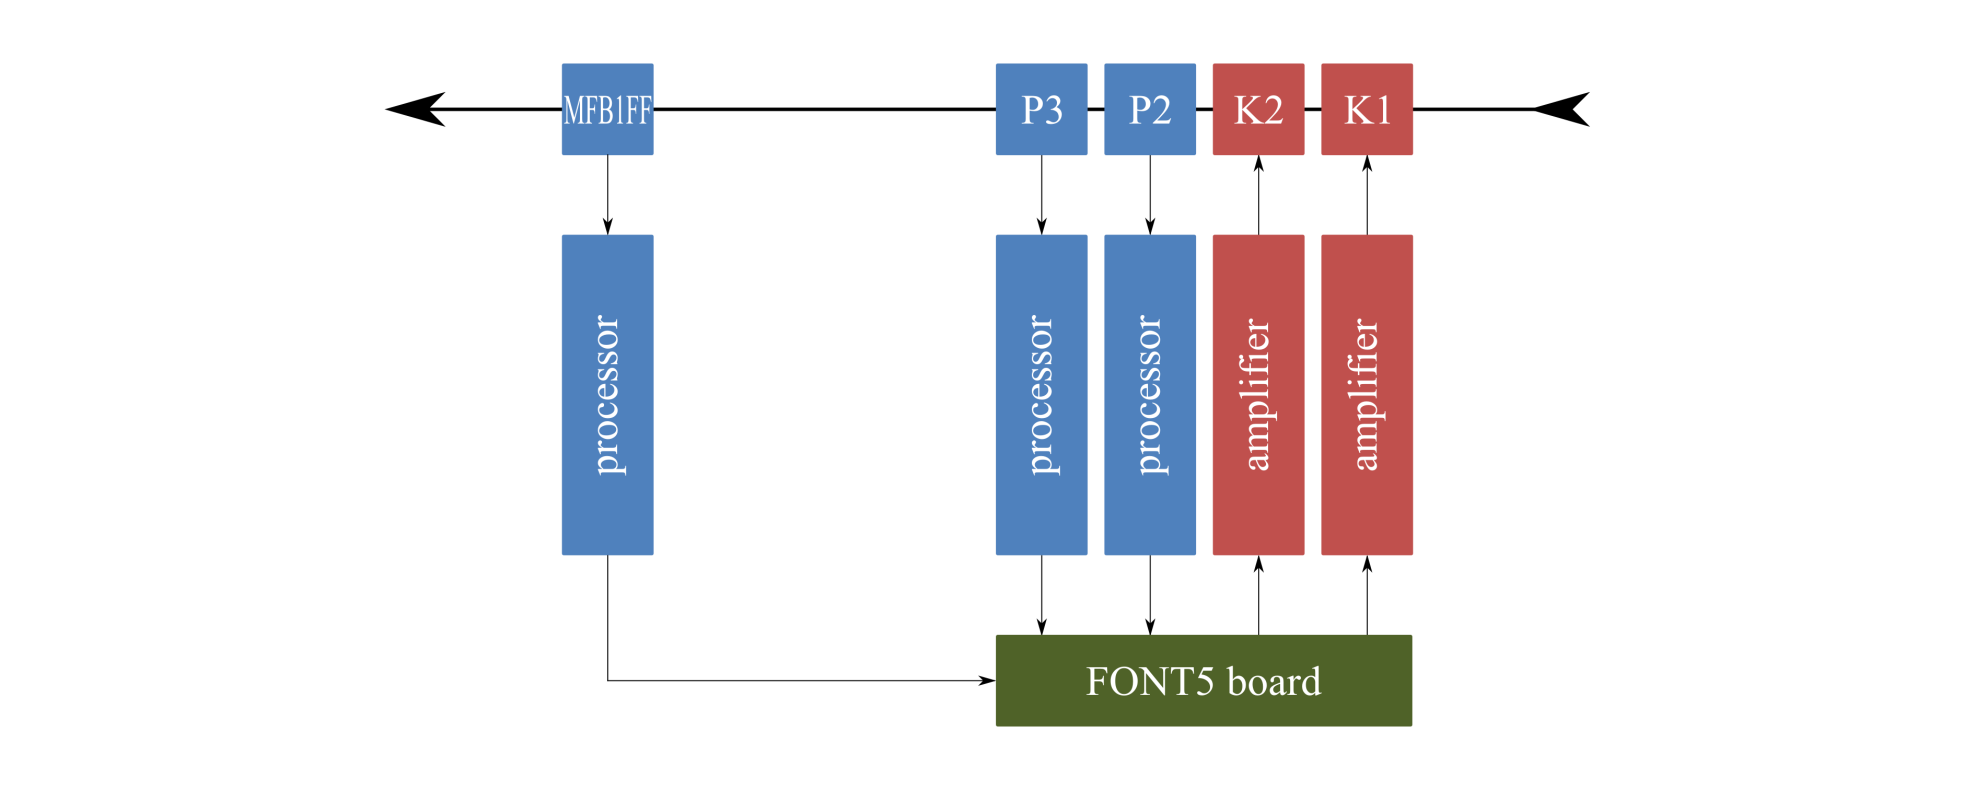 MFB1FF
P3
P2
K2
K1
processor
processor
processor
amplifier
amplifier
FONT5 board